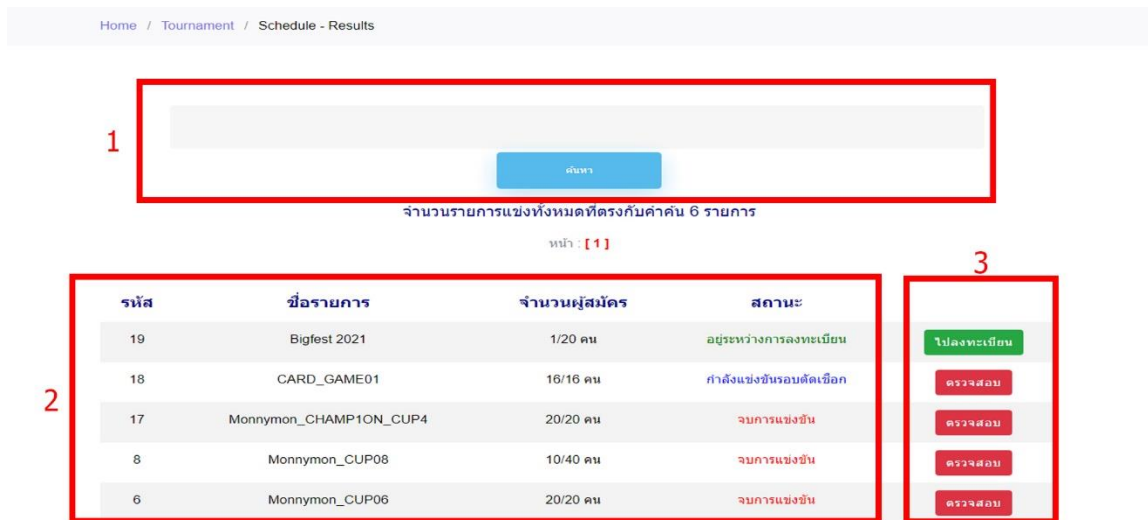 Home / Tournament / Schedule - Results
1
ค้นหา
จำนวนรายการแข่งทั้งหมดที่ตรงกับคำค้น 6 รายการ
หน้า : [ 1 ]
3
รหัส ชื่อรายการ จำนวนผู้สมัคร สถานะ
19 Bigfest 2021 1/20 คน อยู่ระหว่างการลงทะเบียน ไปลงทะเบียน
18 CARD_GAME01 16/16 คน กำลังแข่งขันรอบคัดเลือก ตรวจสอบ
2
17 Monnymon_CHAMP1ON_CUP4 20/20 คน จบการแข่งขัน ตรวจสอบ
8 Monnymon_CUP08 10/40 คน จบการแข่งขัน ตรวจสอบ
6 Monnymon_CUP06 20/20 คน จบการแข่งขัน ตรวจสอบ